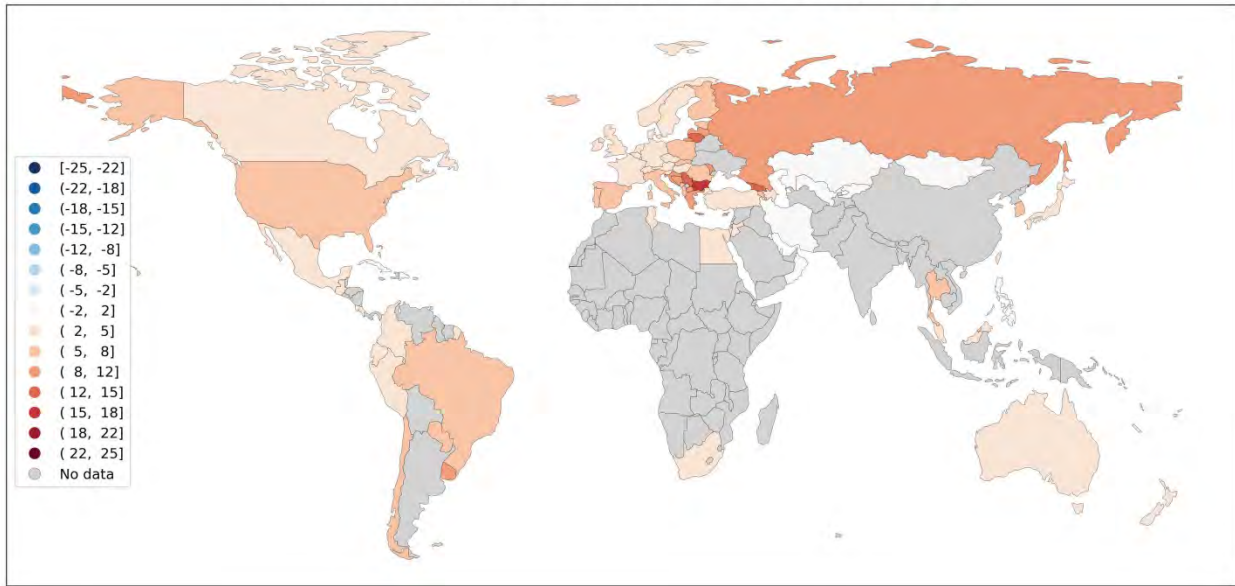 [-25, -22]
(-22, -18]
(-18, -15]
(-15, -12]
(-12, -8]
( -8, -5]
( -5, -2]
( -2, 2]
( 2, 5]
( 5, 8]
( 8, 12]
( 12, 15]
( 15, 18]
( 18, 22]
( 22, 25]
No data